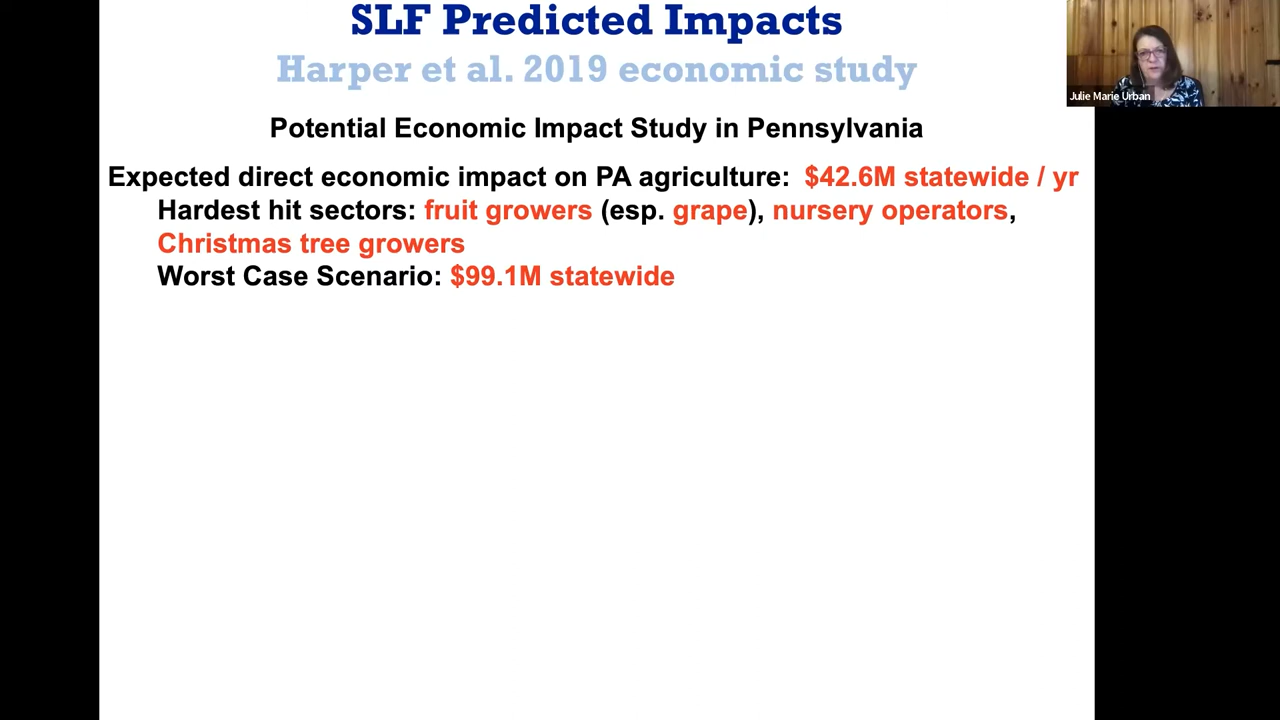 SLF Predicted Impacts
Harper et al. 2019 economic study
Julie Marie Urban
Potential Economic Impact Study in Pennsylvania
Expected direct economic impact on PA agriculture: $42.6M statewide / yr
Hardest hit sectors: fruit growers (esp. grape), nursery operators,
Christmas tree growers
Worst Case Scenario: $99.1M statewide